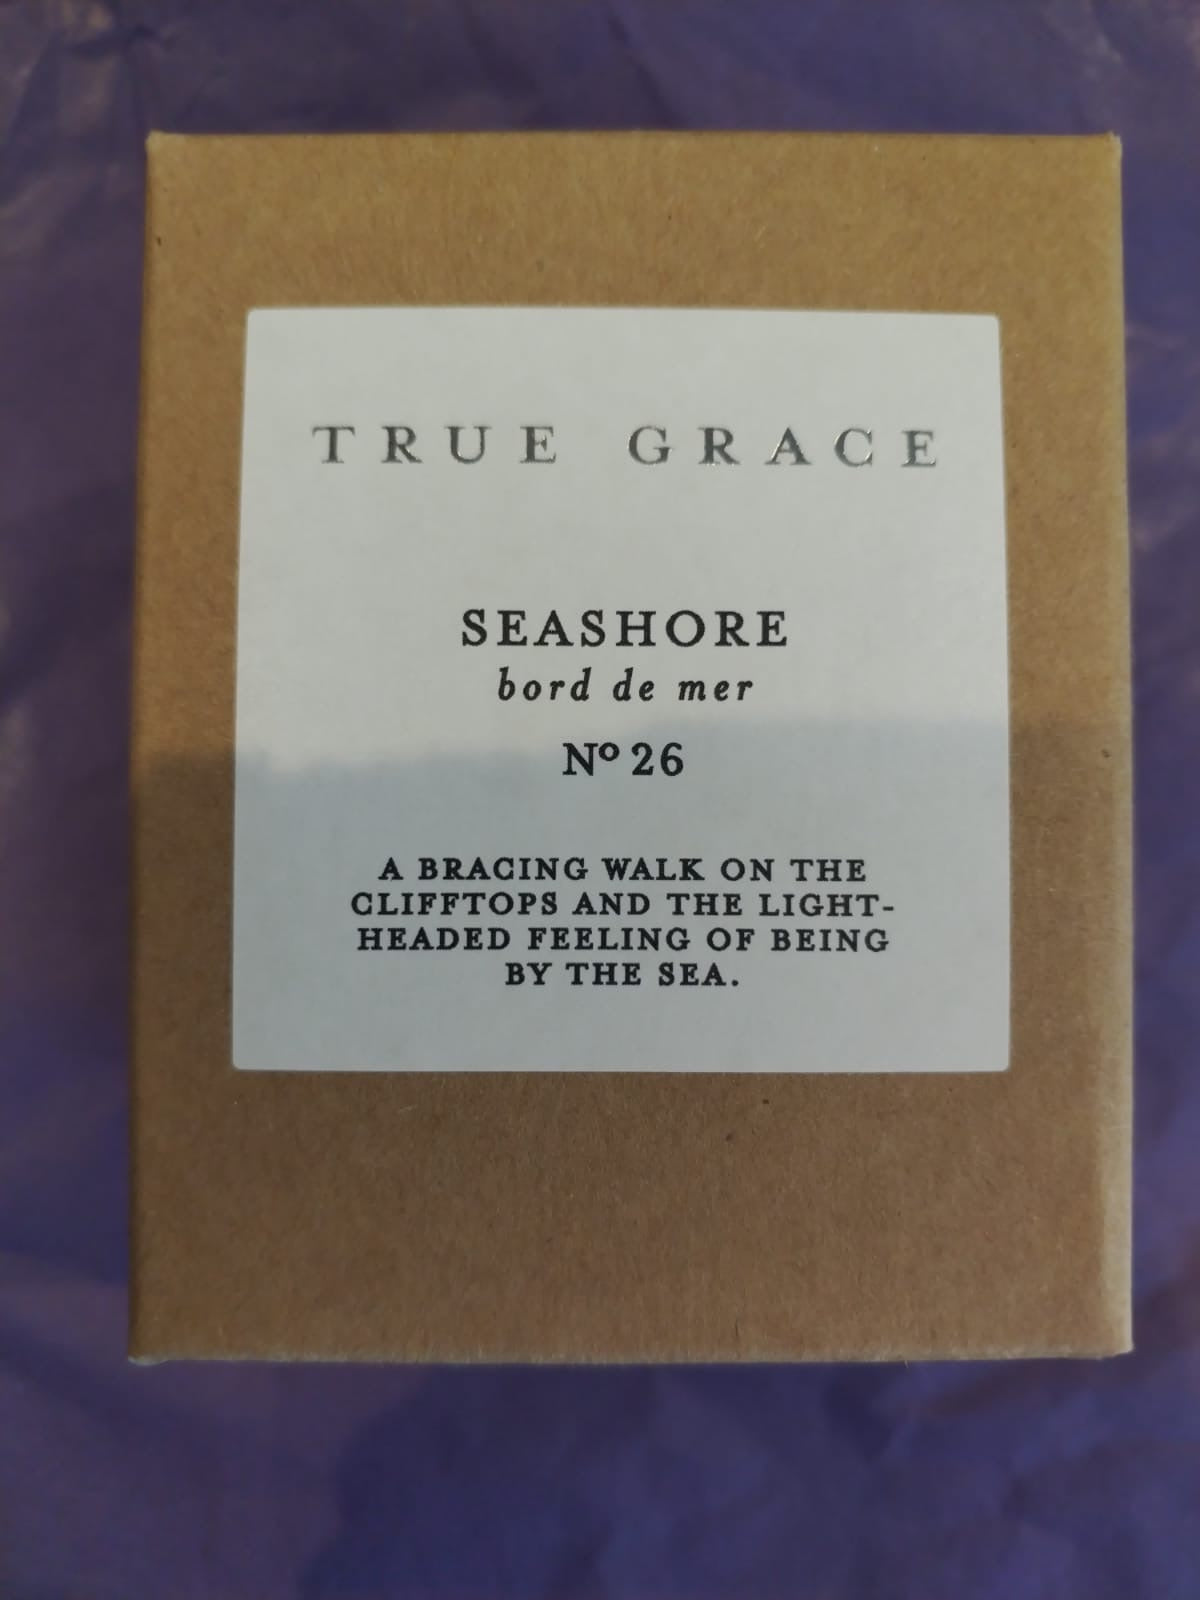 TRUE GRACE
SEASHORE
bord de mer
Nº 26
A BRACING WALK ON THE
CLIFFTOPS AND THE LIGHT-
HEADED FEELING OF BEING
BY THE SEA.